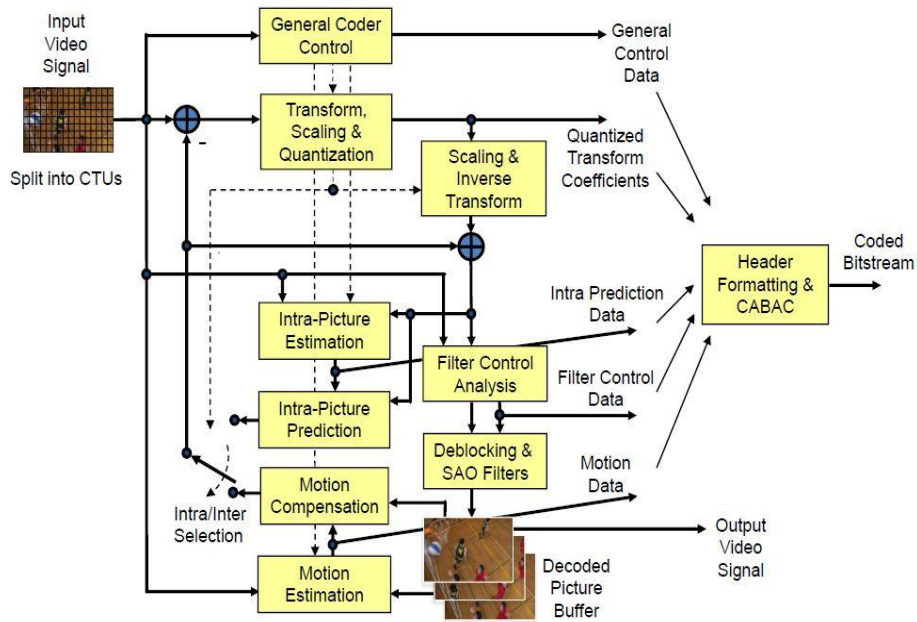 Input
Video
Signal
Split into CTUs
General Coder
Control
General
Control
Data
Transform,
Scaling &
Quantization
-
Quantized
Transform
Coefficients
Scaling &
Inverse
Transform
Header
Formatting &
CABAC
Coded
Bitstream
Intra-Picture
Estimation
Intra Prediction
Data
Filter Control
Analysis
Filter Control
Data
Intra-Picture
Prediction
Deblocking &
SAO Filters
Motion
Compensation
Motion
Data
Intra/Inter
Selection
Motion
Estimation
Decoded
Picture
Buffer
Output
Video
Signal